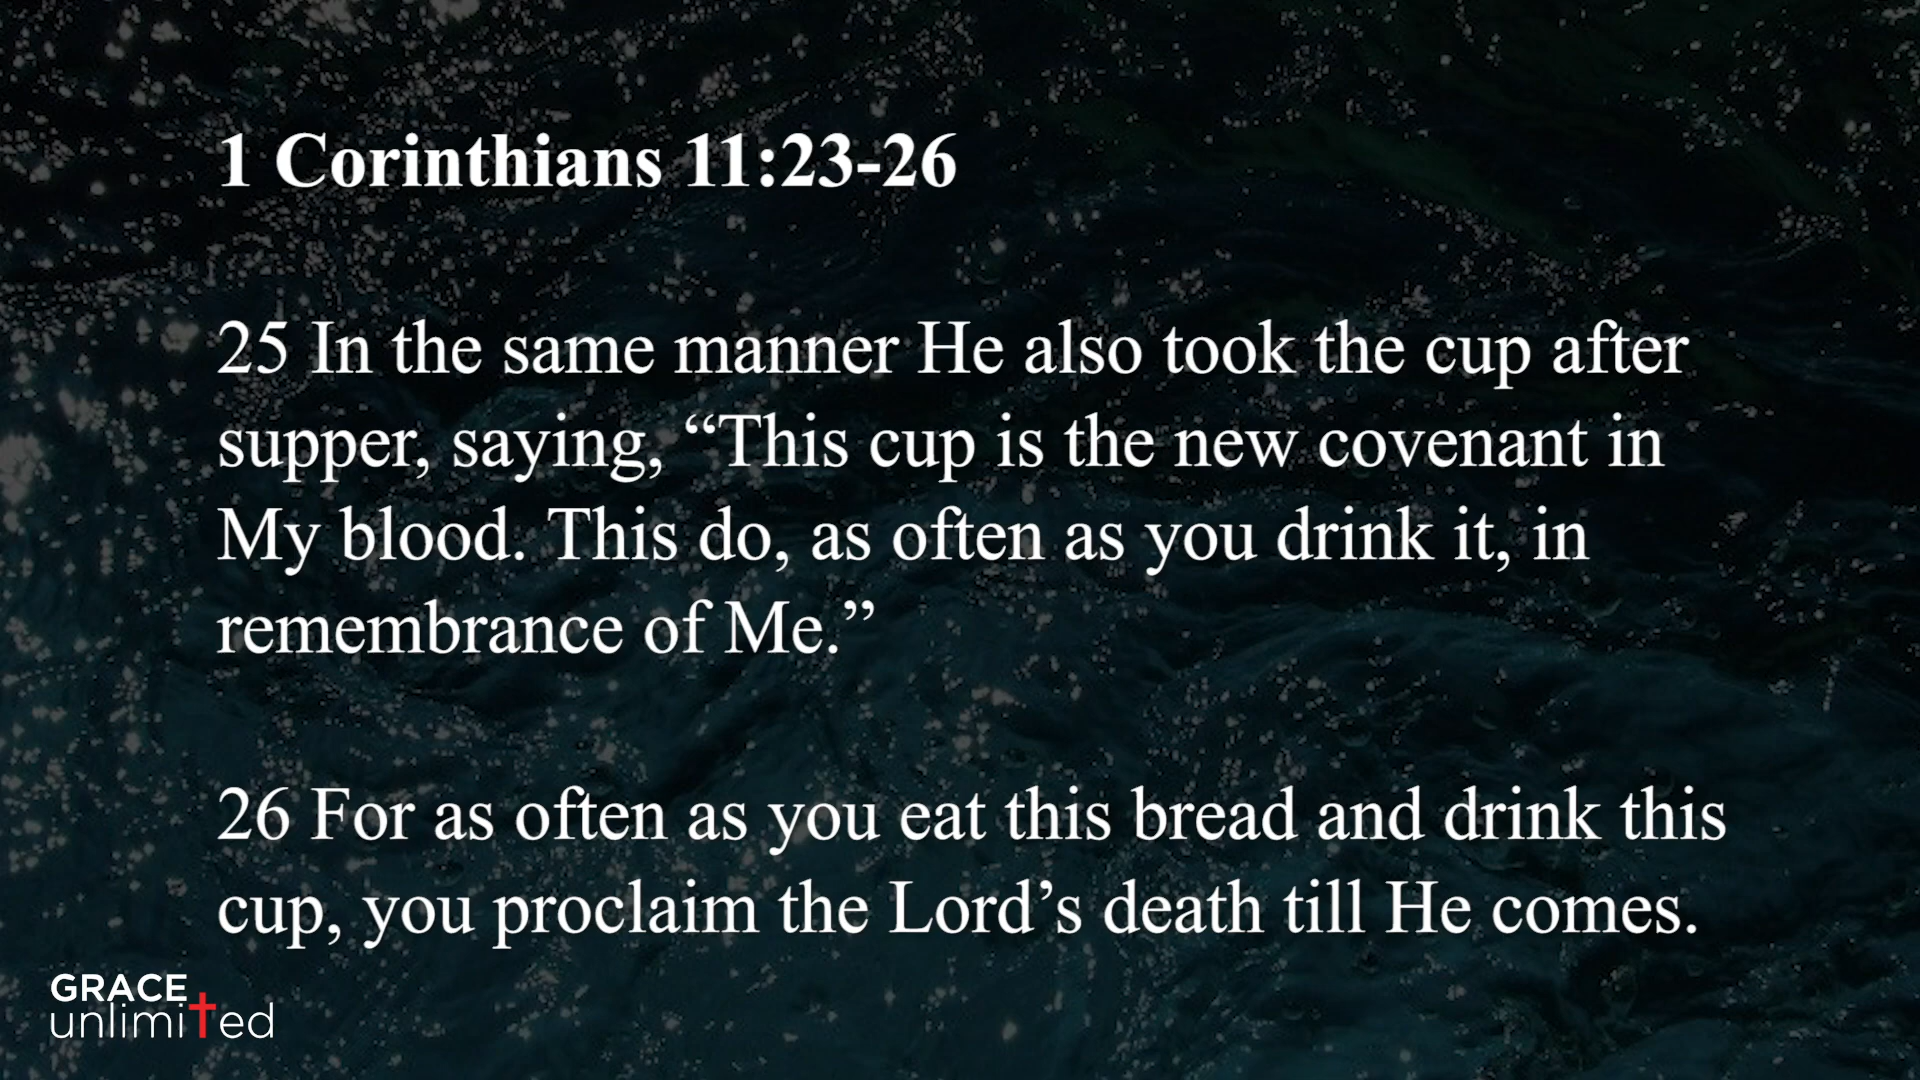 1 Corinthians 11:23-26
25 In the same manner He also took the cup after
supper, saying, “This cup is the new covenant in
My blood. This do, as often as you drink it, in
remembrance of Me.”
26 For as often as you eat this bread and drink this
cup, you proclaim the Lord’s death till He comes.
GRACE
unlimited